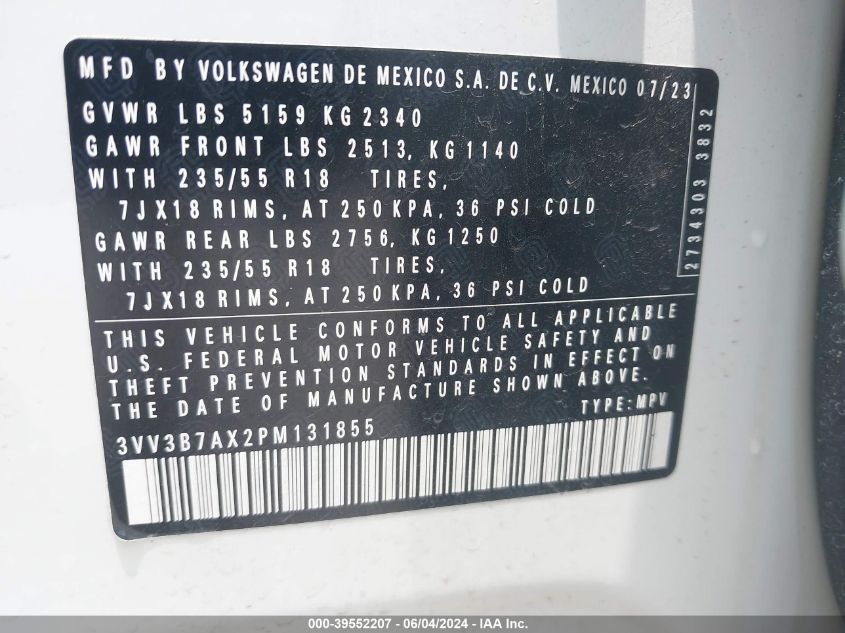 MFD BY VOLKSWAGEN DE MEXICO S.A. DE C.V. MEXICO 07/23
GVWR LBS 5159 KG 2340
GAWR FRONT LBS 2513, KG 1140
WITH 235/55 R18 TIRES,
7JX18 RIMS, AT 250 KPA, 36 PSI COLD
GAWR REAR LBS 2756, KG 1250
WITH 235/55 R18 TIRES,
7JX18 RIMS, AT 250 KPA, 36 PSI COLD
2734303 3832
THIS VEHICLE CONFORMS TO ALL APPLICABLE
U.S. FEDERAL MOTOR VEHICLE SAFETY AND
THEFT PREVENTION STANDARDS IN EFFECT ON
THE DATE OF MANUFACTURE SHOWN ABOVE.
TYPE: MPV
3VV3B7AX2PM131855
000-39552207 - 06/04/2024 - IAA Inc.